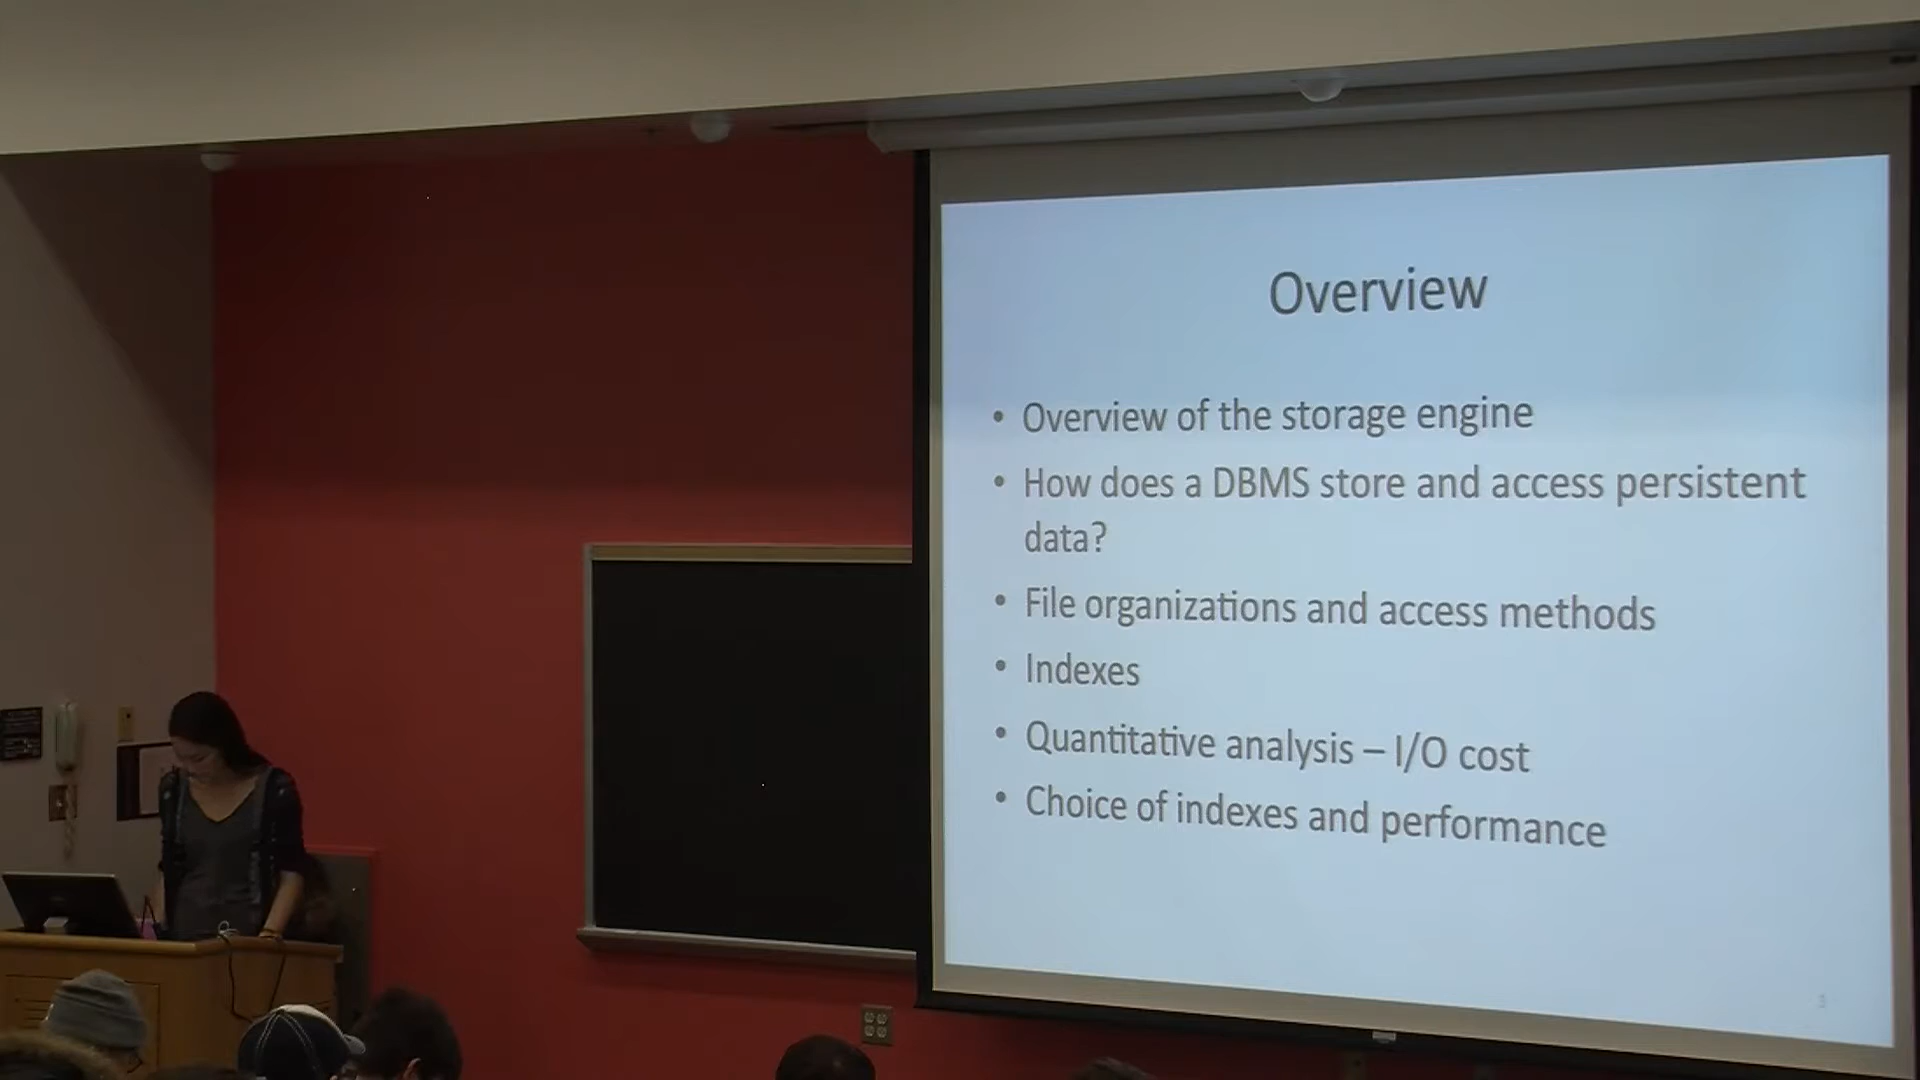 Overview
• Overview of the storage engine
• How does a DBMS store and access persistent
data?
• File organizations and access methods
• Indexes
• Quantitative analysis – I/O cost
• Choice of indexes and performance